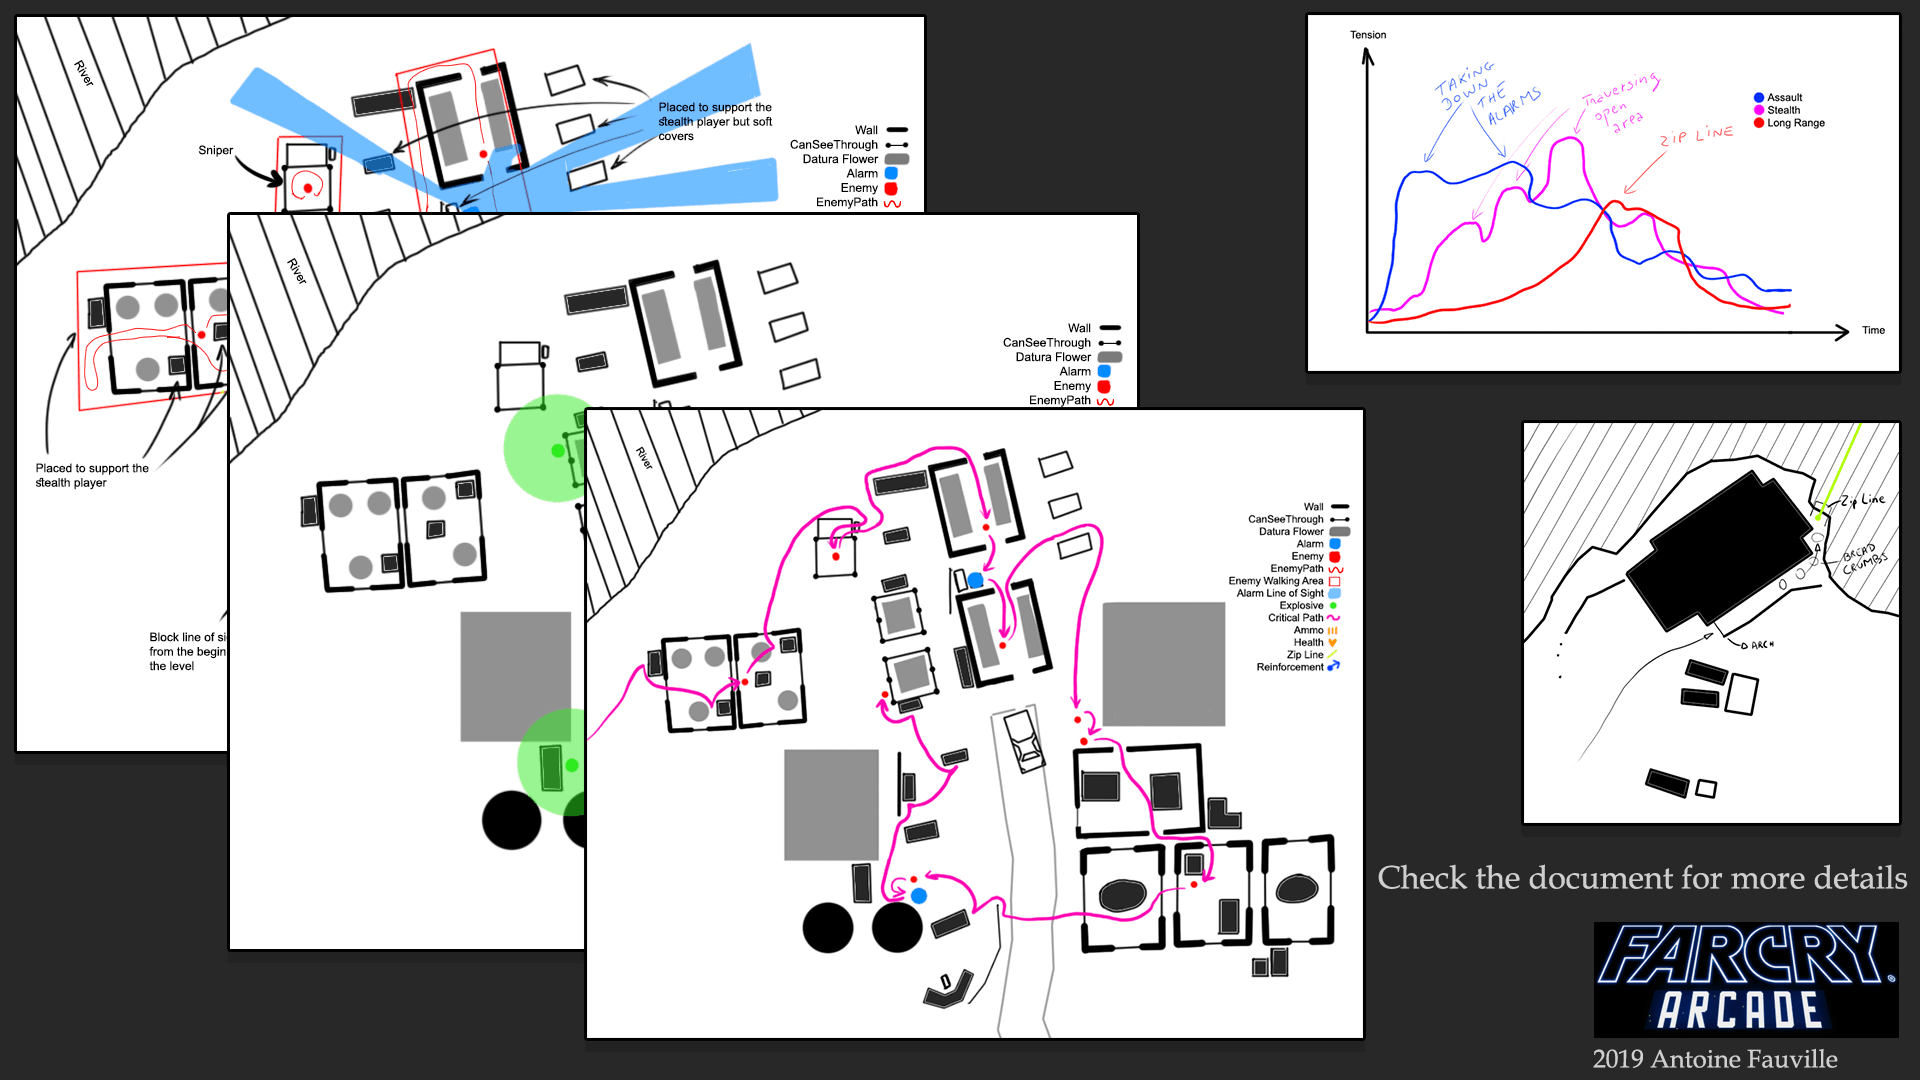 River
Sniper
Placed to support the
stealth player but soft
covers
Wall
CanSeeThrough
Datura Flower
Alarm
Enemy
EnemyPath
Placed to support the
stealth player
Block line of si
from the begin
the level
River
Wall
CanSeeThrough
Datura Flower
Alarm
Enemy
EnemyPath
River
Wall
CanSeeThrough
Datura Flower
Alarm
Enemy
EnemyPath
Enemy Walking Area
Alarm Line of Sight
Explosive
Critical Path
Ammo
Health
Zip Line
Reinforcement
Tension
TAKING
DOWN
THE
ALARMS
Traversing
open
area
ZIP LINE
Assault
Stealth
Long Range
Time
Zip Line
BREAD
CRUMBS
ARCH
Check the document for more details
FARCRY®
ARCADE
2019 Antoine Fauville